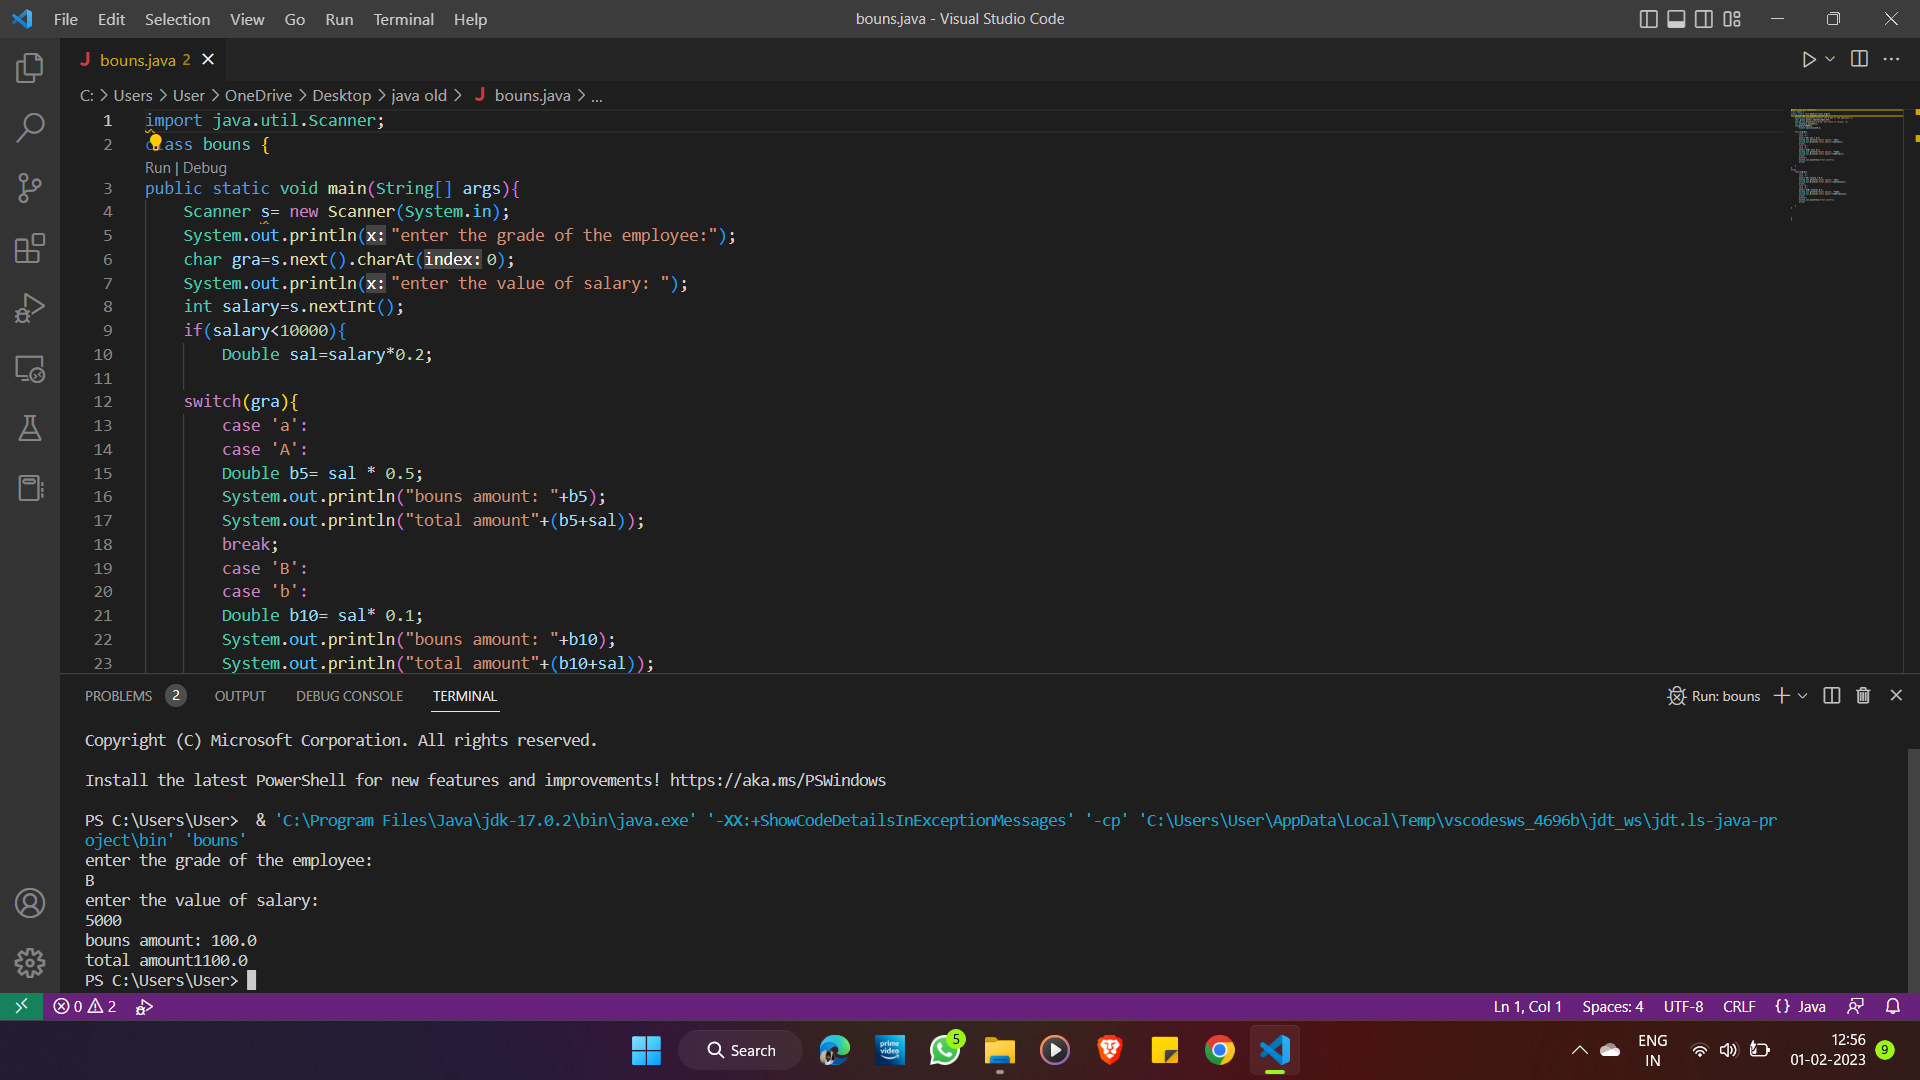 File Edit Selection View Go Run Terminal Help
bouns.java - Visual Studio Code
J bouns.java 2
C: > Users > User > OneDrive > Desktop > java old > J bouns.java > ...
1 import java.util.Scanner;
2 class bouns {
Run | Debug
3 public static void main(String[] args){
4 Scanner s= new Scanner(System.in);
5 System.out.println(x: "enter the grade of the employee:");
6 char gra=s.next().charAt(index: 0);
7 System.out.println(x: "enter the value of salary: ");
8 int salary=s.nextInt();
9 if(salary<10000){
10 Double sal=salary*0.2;
11
12 switch(gra){
13 case 'a':
14 case 'A':
15 Double b5= sal * 0.5;
16 System.out.println("bouns amount: "+b5);
17 System.out.println("total amount"+(b5+sal));
18 break;
19 case 'B':
20 case 'b':
21 Double b10= sal* 0.1;
22 System.out.println("bouns amount: "+b10);
23 System.out.println("total amount"+(b10+sal));
PROBLEMS 2 OUTPUT DEBUG CONSOLE TERMINAL
Run: bouns
Copyright (C) Microsoft Corporation. All rights reserved.
Install the latest PowerShell for new features and improvements! https://aka.ms/PSWindows
PS C:\Users\User>  & 'C:\Program Files\Java\jdk-17.0.2\bin\java.exe' '-XX:+ShowCodeDetailsInExceptionMessages' '-cp' 'C:\Users\User\AppData\Local\Temp\vscodesws_4696b\jdt_ws\jdt.ls-java-pr
oject\bin' 'bouns'
enter the grade of the employee:
B
enter the value of salary:
5000
bouns amount: 100.0
total amount1100.0
PS C:\Users\User>
0 2
Ln 1, Col 1 Spaces: 4 UTF-8 CRLF {} Java
Search
prime video
5
ENG
IN
12:56
01-02-2023
9